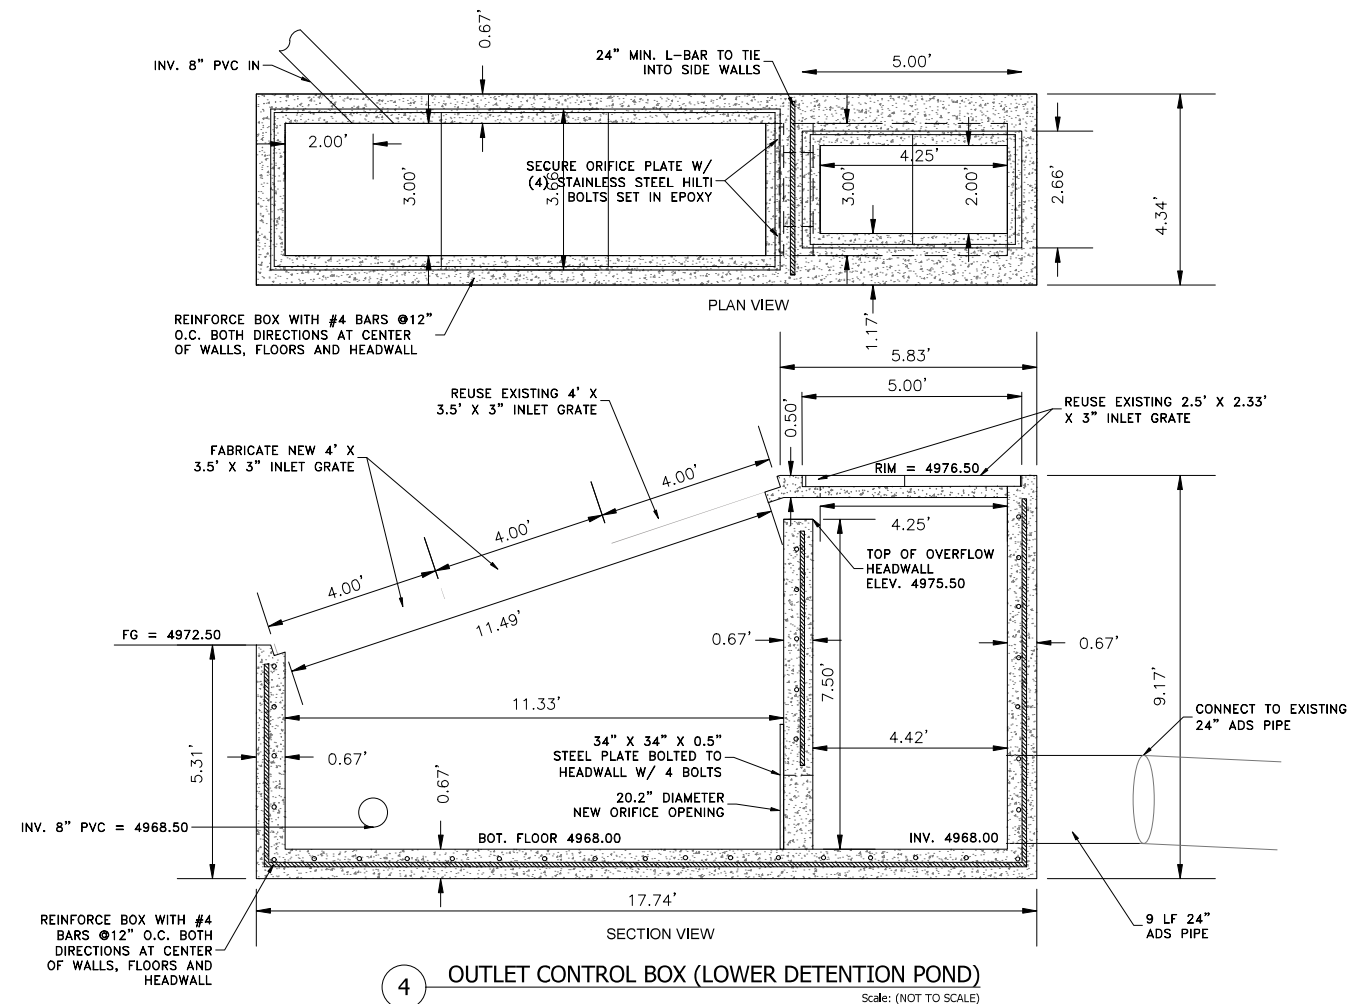 INV. 8" PVC IN
0.67'
24" MIN. L-BAR TO TIE
INTO SIDE WALLS
5.00'
2.00'
3.00'
3.66'
SECURE ORIFICE PLATE W/
(4) STAINLESS STEEL HILTI
BOLTS SET IN EPOXY
3.00'
4.25'
2.00'
2.66'
4.34'
PLAN VIEW
1.17'
REINFORCE BOX WITH #4 BARS @12"
O.C. BOTH DIRECTIONS AT CENTER
OF WALLS, FLOORS AND HEADWALL
5.83'
5.00'
0.50'
REUSE EXISTING 4' X
3.5' X 3" INLET GRATE
REUSE EXISTING 2.5' X 2.33'
X 3" INLET GRATE
FABRICATE NEW 4' X
3.5' X 3" INLET GRATE
RIM = 4976.50
4.00'
4.00'
4.00'
4.25'
TOP OF OVERFLOW
HEADWALL
ELEV. 4975.50
11.49'
FG = 4972.50
0.67'
0.67'
7.50'
9.17'
11.33'
CONNECT TO EXISTING
24" ADS PIPE
5.31'
0.67'
0.67'
34" X 34" X 0.5"
STEEL PLATE BOLTED TO
HEADWALL W/ 4 BOLTS
4.42'
20.2" DIAMETER
NEW ORIFICE OPENING
INV. 8" PVC = 4968.50
BOT. FLOOR 4968.00
INV. 4968.00
17.74'
REINFORCE BOX WITH #4
BARS @12" O.C. BOTH
DIRECTIONS AT CENTER
OF WALLS, FLOORS AND
HEADWALL
9 LF 24"
ADS PIPE
SECTION VIEW
4
OUTLET CONTROL BOX (LOWER DETENTION POND)
Scale: (NOT TO SCALE)